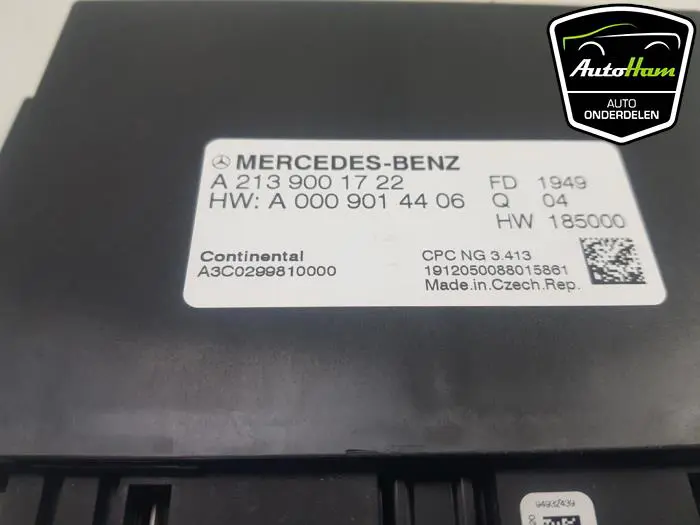 AutoHam
AUTO
ONDERDELEN
MERCEDES-BENZ
A 213 900 17 22
HW: A 000 901 44 06
FD 1949
Q 04
HW 185000
Continental
A3C0299810000
CPC NG 3.413
1912050088015861
Made.in.Czech.Rep.
94932439